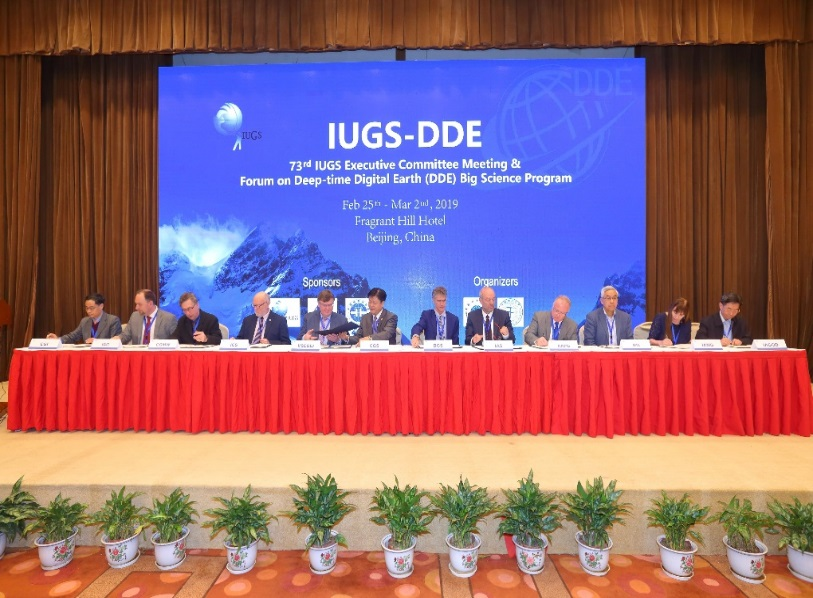 DDE
IUGS
IUGS-DDE
73rd IUGS Executive Committee Meeting &
Forum on Deep-time Digital Earth (DDE) Big Science Program
Feb 25th - Mar 2nd, 2019
Fragrant Hill Hotel
Beijing, China
Sponsors
Organizers